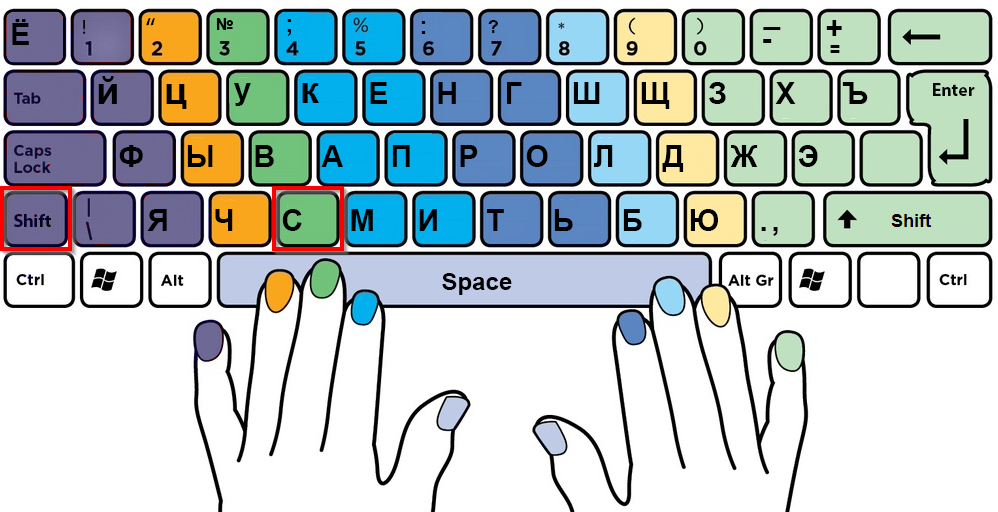 Ё ! 1 “ 2 № 3 ; 4 % 5 : 6 ? 7 * 8 ( 9 ) 0 — - + =
Tab Й Ц У К Е Н Г Ш Щ З Х Ъ Enter
Caps Lock Ф Ы В А П Р О Л Д Ж Э
Shift | \ Я Ч С М И Т Ь Б Ю . , Shift
Ctrl Alt Space Alt Gr Ctrl